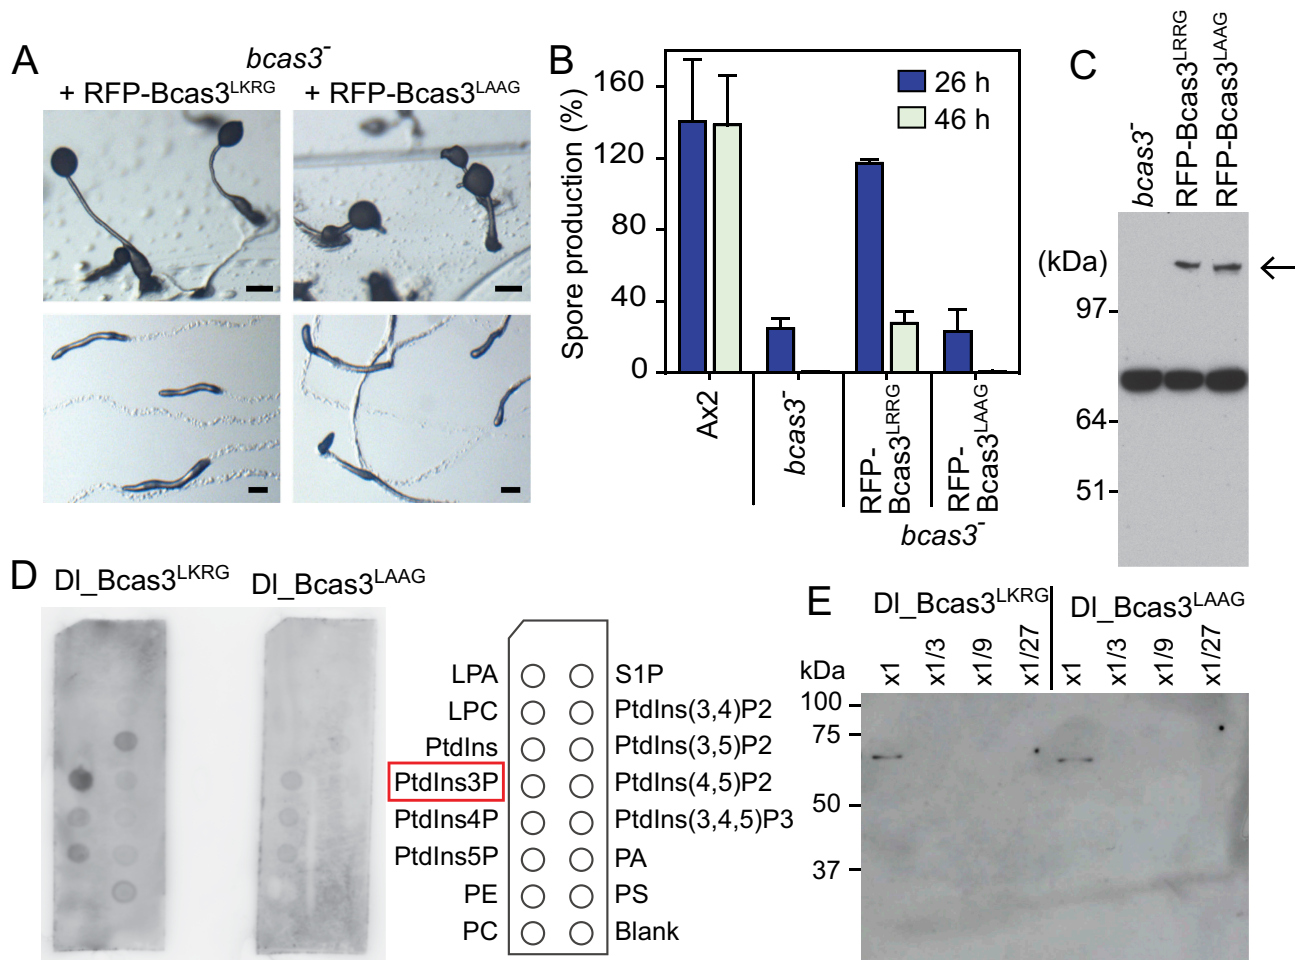 A
bcas3⁻
+ RFP-Bcas3ᴸᴷᴿᴳ + RFP-Bcas3ᴸᴬᴬᴳ
B
Spore production (%)
160
120
80
40
0
26 h
46 h
Ax2
bcas3⁻
RFP-
Bcas3ᴸᴿᴿᴳ
RFP-
Bcas3ᴸᴬᴬᴳ
bcas3⁻
C
bcas3⁻
RFP-Bcas3ᴸᴿᴿᴳ
RFP-Bcas3ᴸᴬᴬᴳ
(kDa)
97
64
51
D
DI_Bcas3ᴸᴷᴿᴳ DI_Bcas3ᴸᴬᴬᴳ
LPA S1P
LPC PtdIns(3,4)P2
PtdIns PtdIns(3,5)P2
PtdIns3P PtdIns(4,5)P2
PtdIns4P PtdIns(3,4,5)P3
PtdIns5P PA
PE PS
PC Blank
E
DI_Bcas3ᴸᴷᴿᴳ DI_Bcas3ᴸᴬᴬᴳ
x1 x1/3 x1/9 x1/27 x1 x1/3 x1/9 x1/27
kDa
100
75
50
37